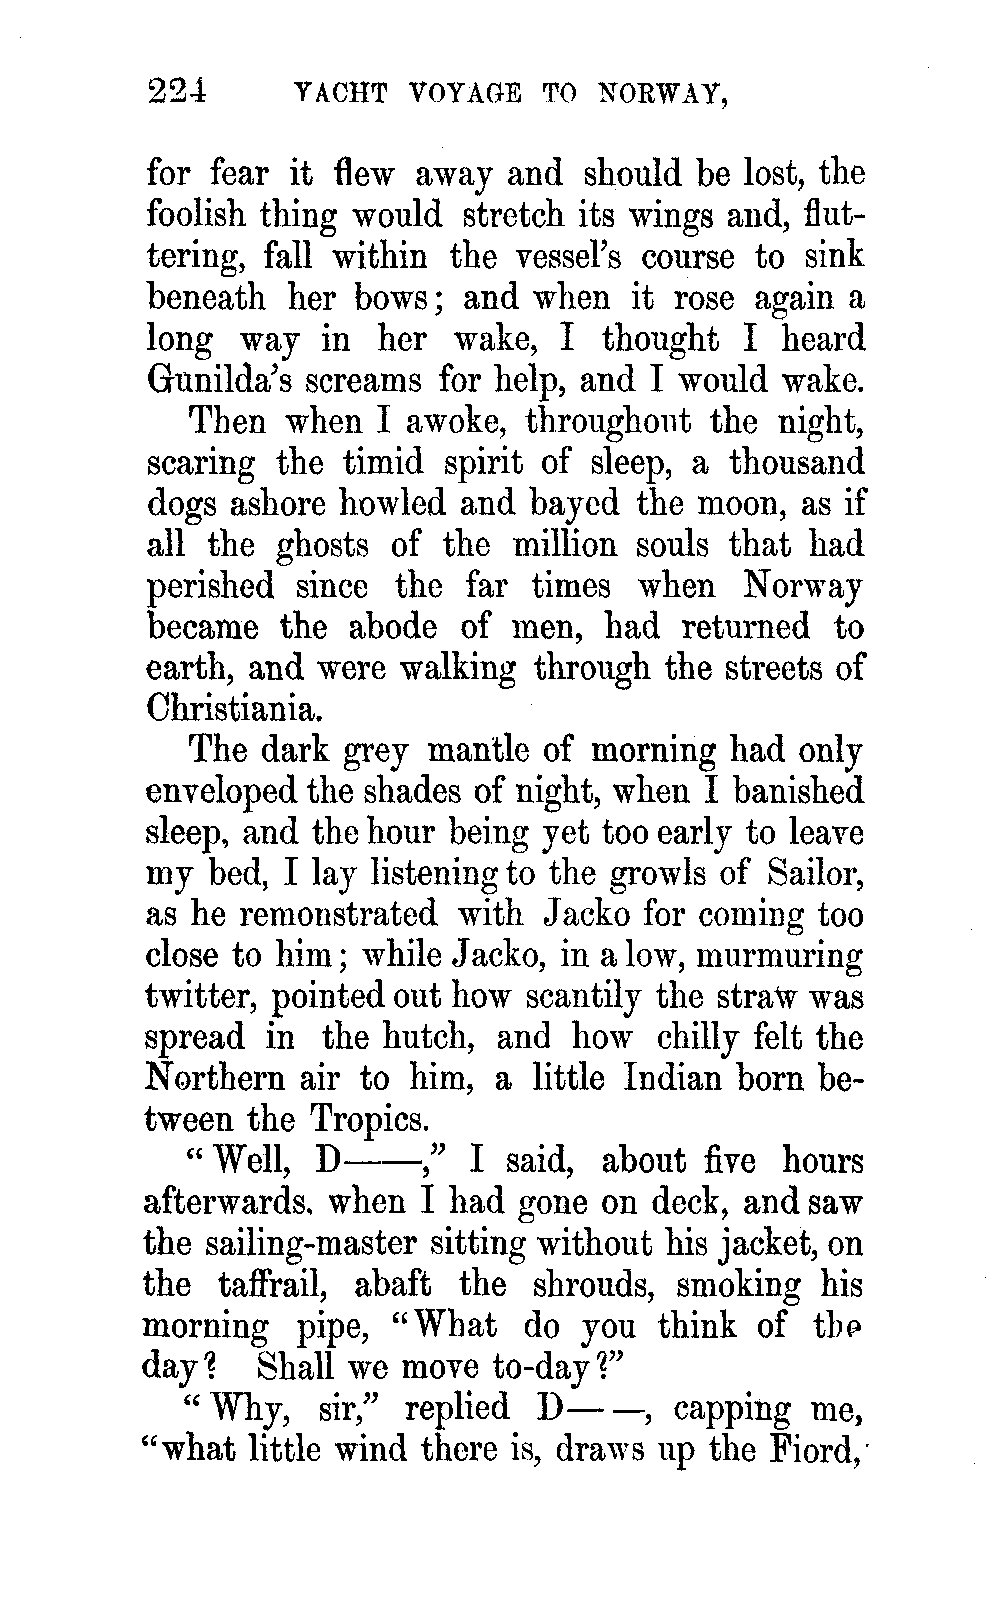 224 YACHT VOYAGE TO NORWAY,
for fear it flew away and should be lost, the
foolish thing would stretch its wings and, flut-
tering, fall within the vessel's course to sink
beneath her bows; and when it rose again a
long way in her wake, I thought I heard
Gunilda's screams for help, and I would wake.
Then when I awoke, throughout the night,
scaring the timid spirit of sleep, a thousand
dogs ashore howled and bayed the moon, as if
all the ghosts of the million souls that had
perished since the far times when Norway
became the abode of men, had returned to
earth, and were walking through the streets of
Christiania.
The dark grey mantle of morning had only
enveloped the shades of night, when I banished
sleep, and the hour being yet too early to leave
my bed, I lay listening to the growls of Sailor,
as he remonstrated with Jacko for coming too
close to him; while Jacko, in a low, murmuring
twitter, pointed out how scantily the straw was
spread in the hutch, and how chilly felt the
Northern air to him, a little Indian born be-
tween the Tropics.
"Well, D——," I said, about five hours
afterwards, when I had gone on deck, and saw
the sailing-master sitting without his jacket, on
the taffrail, abaft the shrouds, smoking his
morning pipe, "What do you think of the
day? Shall we move to-day?"
"Why, sir," replied D——, capping me,
"what little wind there is, draws up the Fiord,